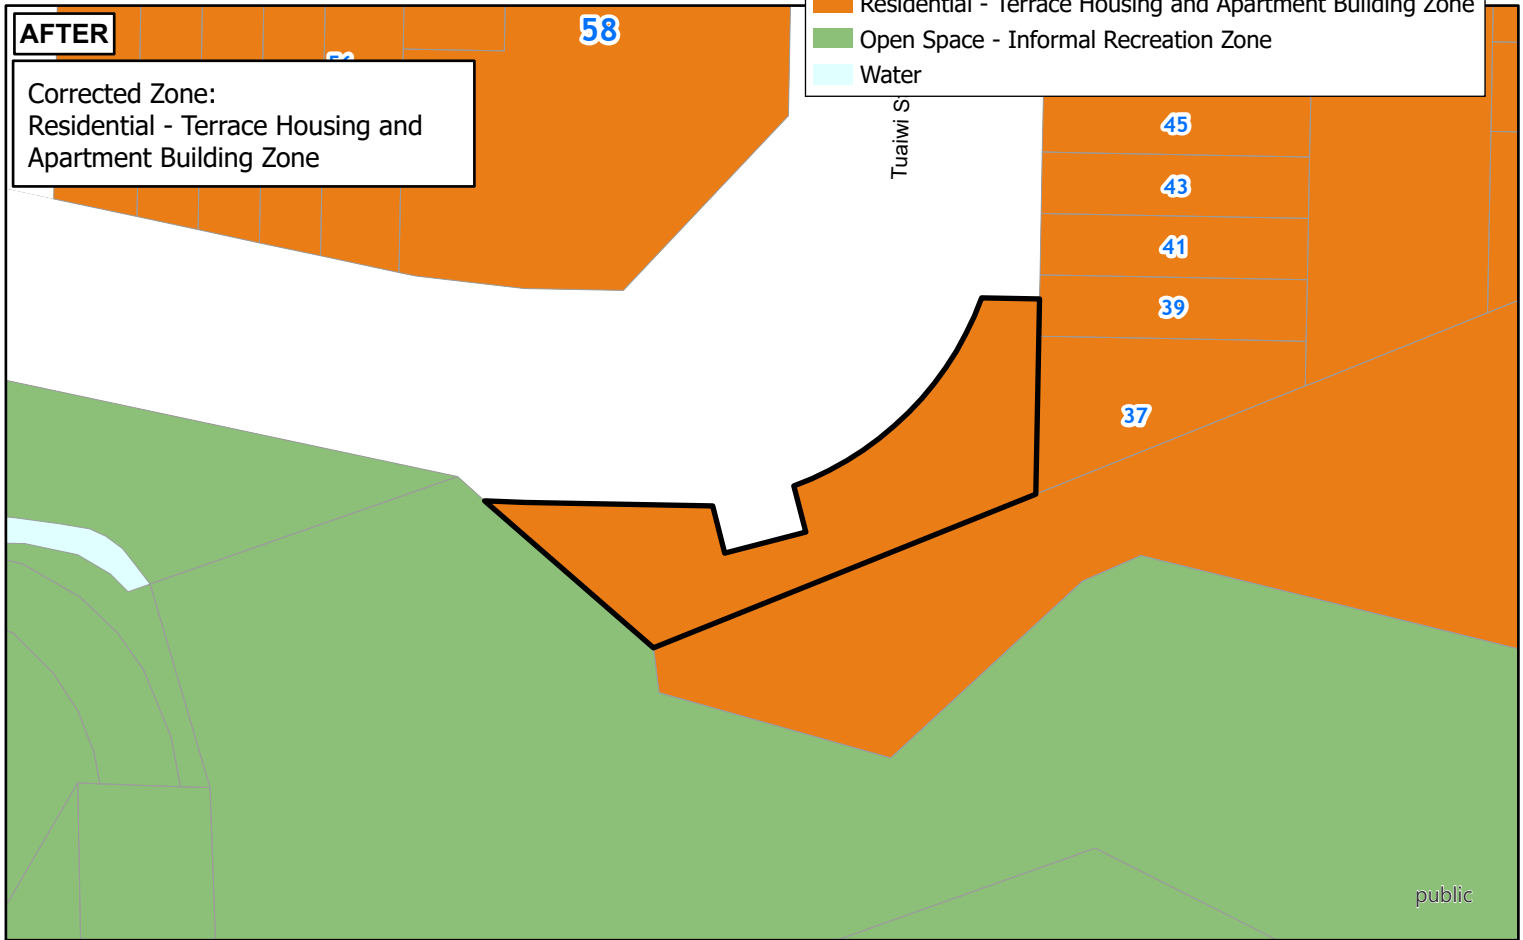 AFTER
Corrected Zone:
Residential - Terrace Housing and
Apartment Building Zone
58
Residential - Terrace Housing and Apartment Building Zone
Open Space - Informal Recreation Zone
Water
Tuaiwi S
45
43
41
39
37
public